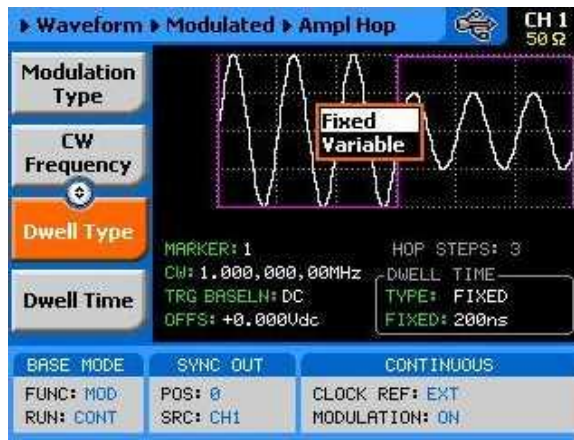 Waveform ▸ Modulated ▸ Ampl Hop
CH 1
50 Ω
Modulation
Type
CW
Frequency
Dwell Type
Dwell Time
Fixed
Variable
MARKER: 1
HOP STEPS: 3
CW: 1.000,000,00MHz
TRG BASELN: DC
OFFS: +0.000Vdc
DWELL TIME
TYPE: FIXED
FIXED: 200ns
BASE MODE
FUNC: MOD
RUN: CONT
SYNC OUT
POS: 0
SRC: CH1
CONTINUOUS
CLOCK REF: EXT
MODULATION: ON